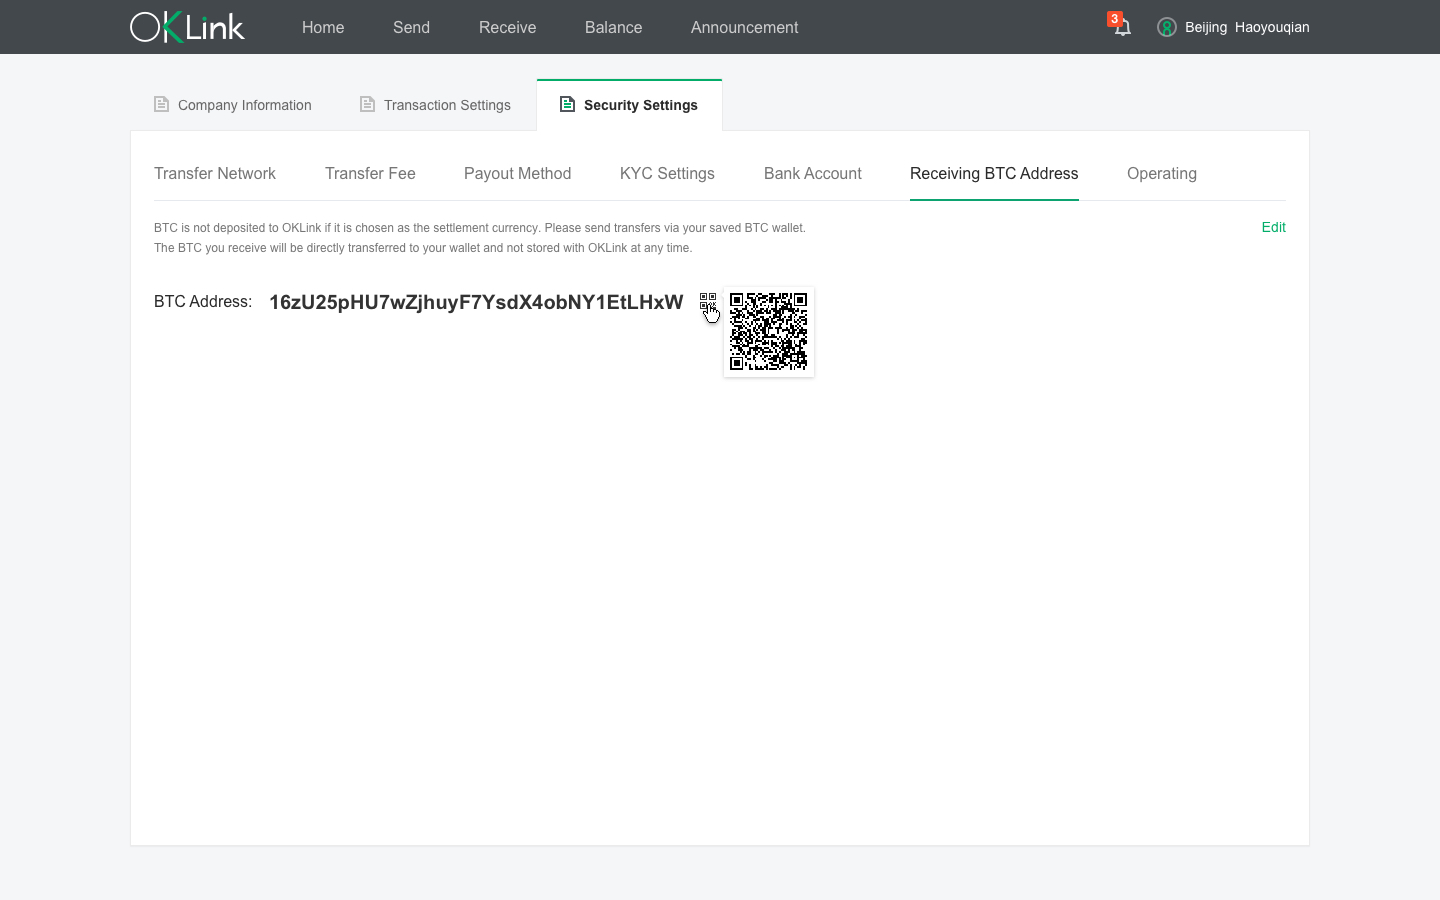 OKLink Home Send Receive Balance Announcement 3 Beijing Haoyouqian
Company Information Transaction Settings Security Settings
Transfer Network Transfer Fee Payout Method KYC Settings Bank Account Receiving BTC Address Operating
BTC is not deposited to OKLink if it is chosen as the settlement currency. Please send transfers via your saved BTC wallet. Edit
The BTC you receive will be directly transferred to your wallet and not stored with OKLink at any time.
BTC Address: 16zU25pHU7wZjhuyF7YsdX4obNY1EtLHxW